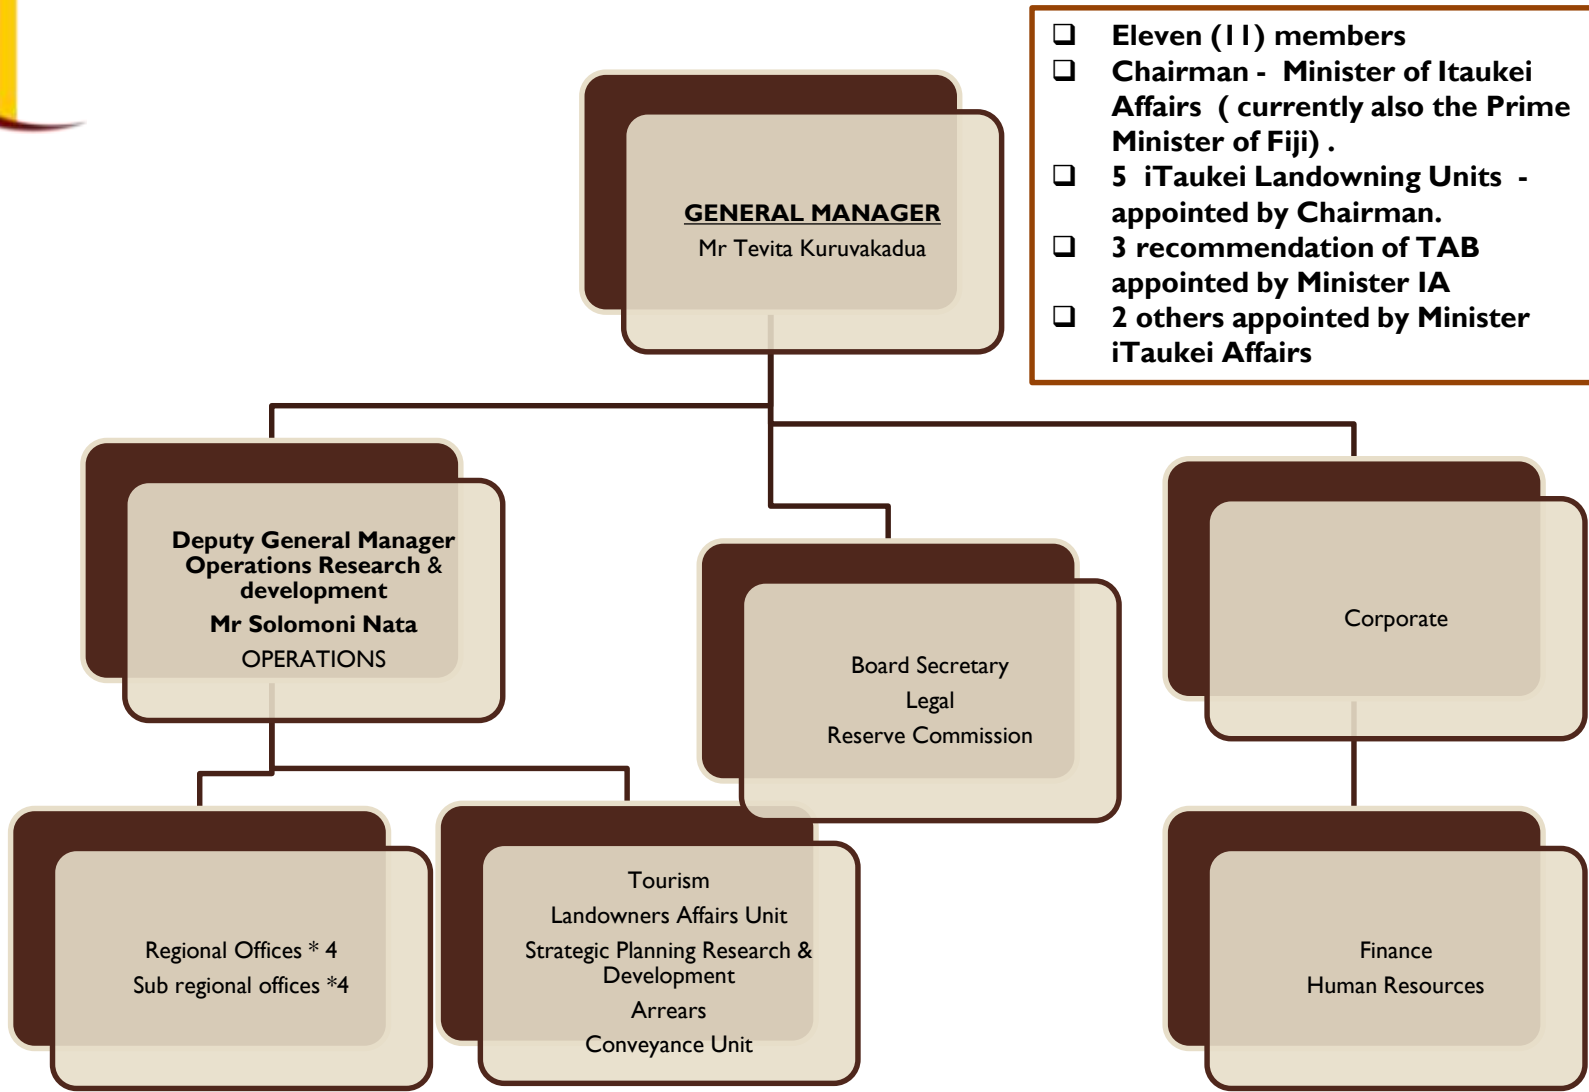 ❑ Eleven (11) members
❑ Chairman - Minister of Itaukei
Affairs ( currently also the Prime
Minister of Fiji) .
❑ 5 iTaukei Landowning Units -
appointed by Chairman.
❑ 3 recommendation of TAB
appointed by Minister IA
❑ 2 others appointed by Minister
iTaukei Affairs
GENERAL MANAGER
Mr Tevita Kuruvakadua
Deputy General Manager
Operations Research &
development
Mr Solomoni Nata
OPERATIONS
Board Secretary
Legal
Reserve Commission
Corporate
Regional Offices * 4
Sub regional offices *4
Tourism
Landowners Affairs Unit
Strategic Planning Research &
Development
Arrears
Conveyance Unit
Finance
Human Resources